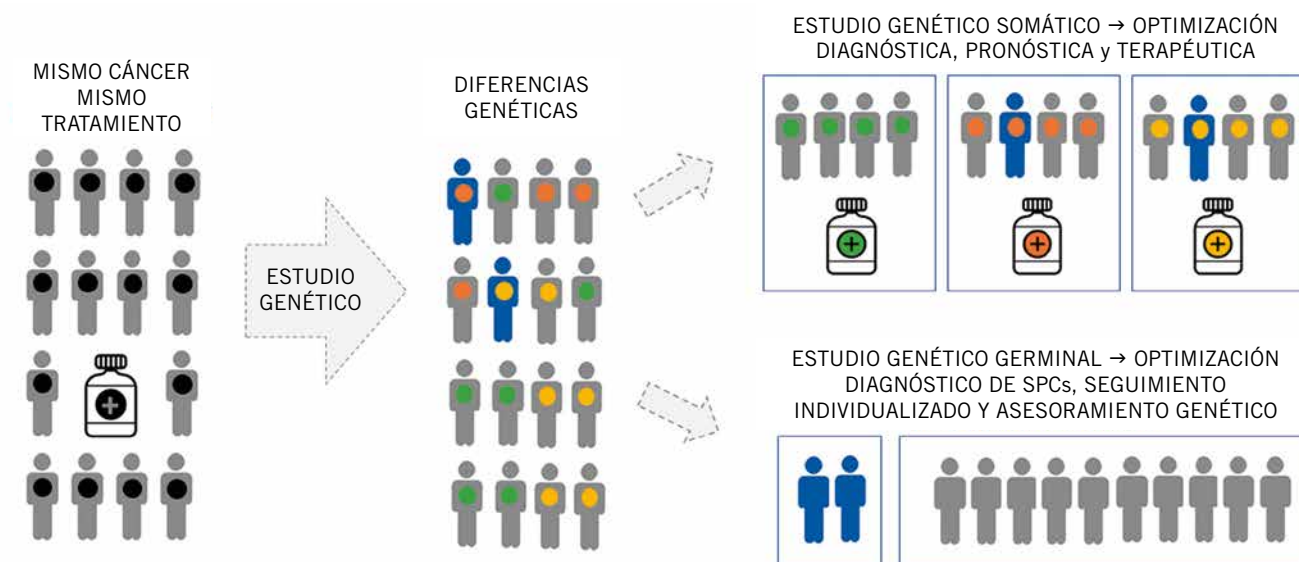 MISMO CÁNCER
MISMO
TRATAMIENTO
ESTUDIO
GENÉTICO
DIFERENCIAS
GENÉTICAS
ESTUDIO GENÉTICO SOMÁTICO → OPTIMIZACIÓN
DIAGNÓSTICA, PRONÓSTICA y TERAPÉUTICA
ESTUDIO GENÉTICO GERMINAL → OPTIMIZACIÓN
DIAGNÓSTICO DE SPCs, SEGUIMIENTO
INDIVIDUALIZADO Y ASESORAMIENTO GENÉTICO